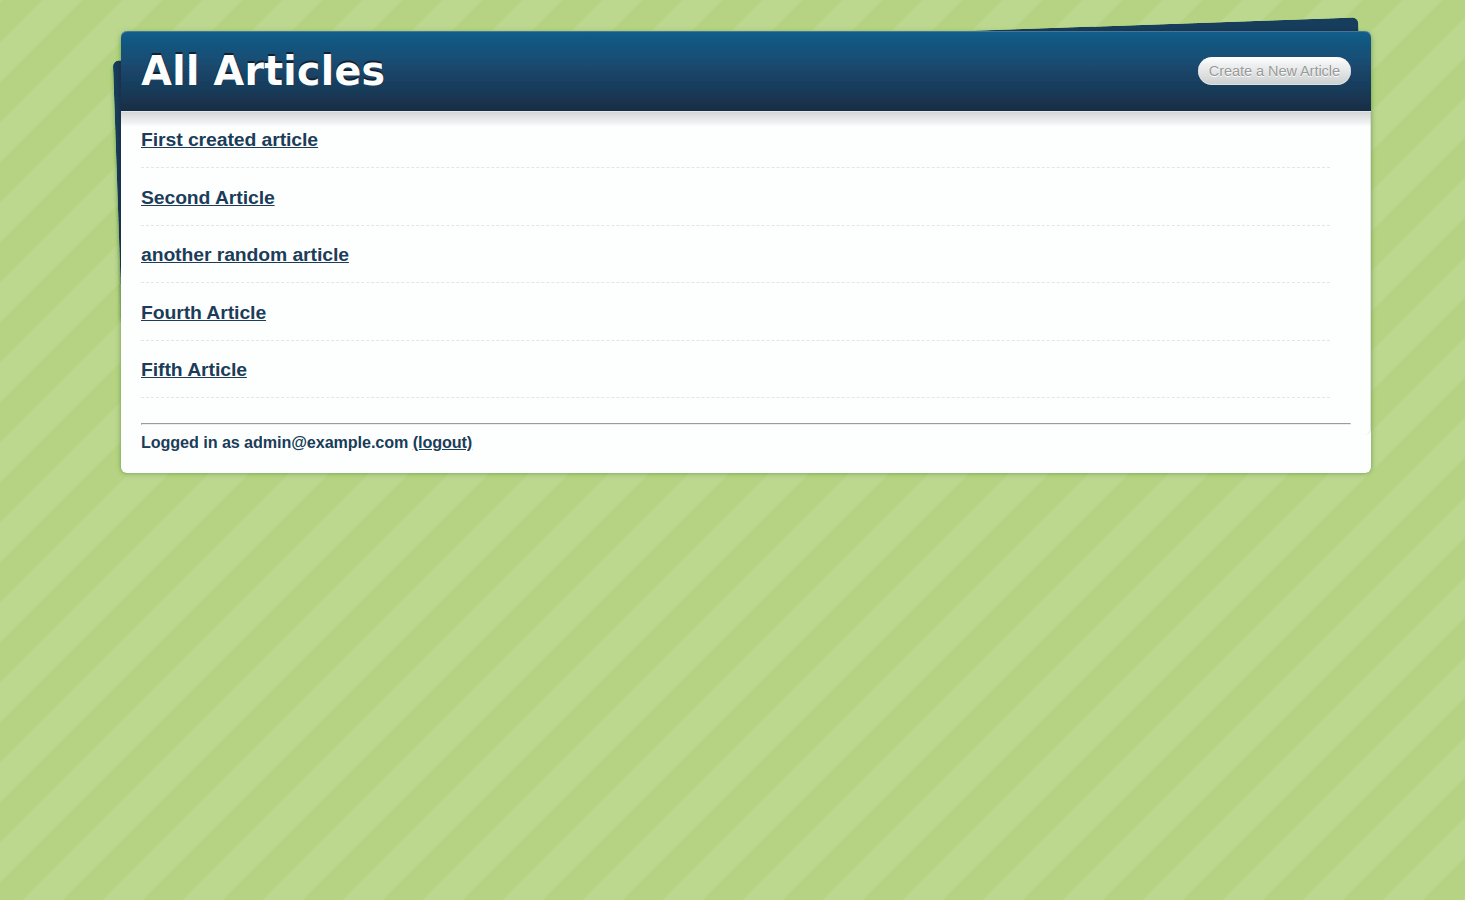 All Articles
Create a New Article
First created article
Second Article
another random article
Fourth Article
Fifth Article
Logged in as admin@example.com (logout)